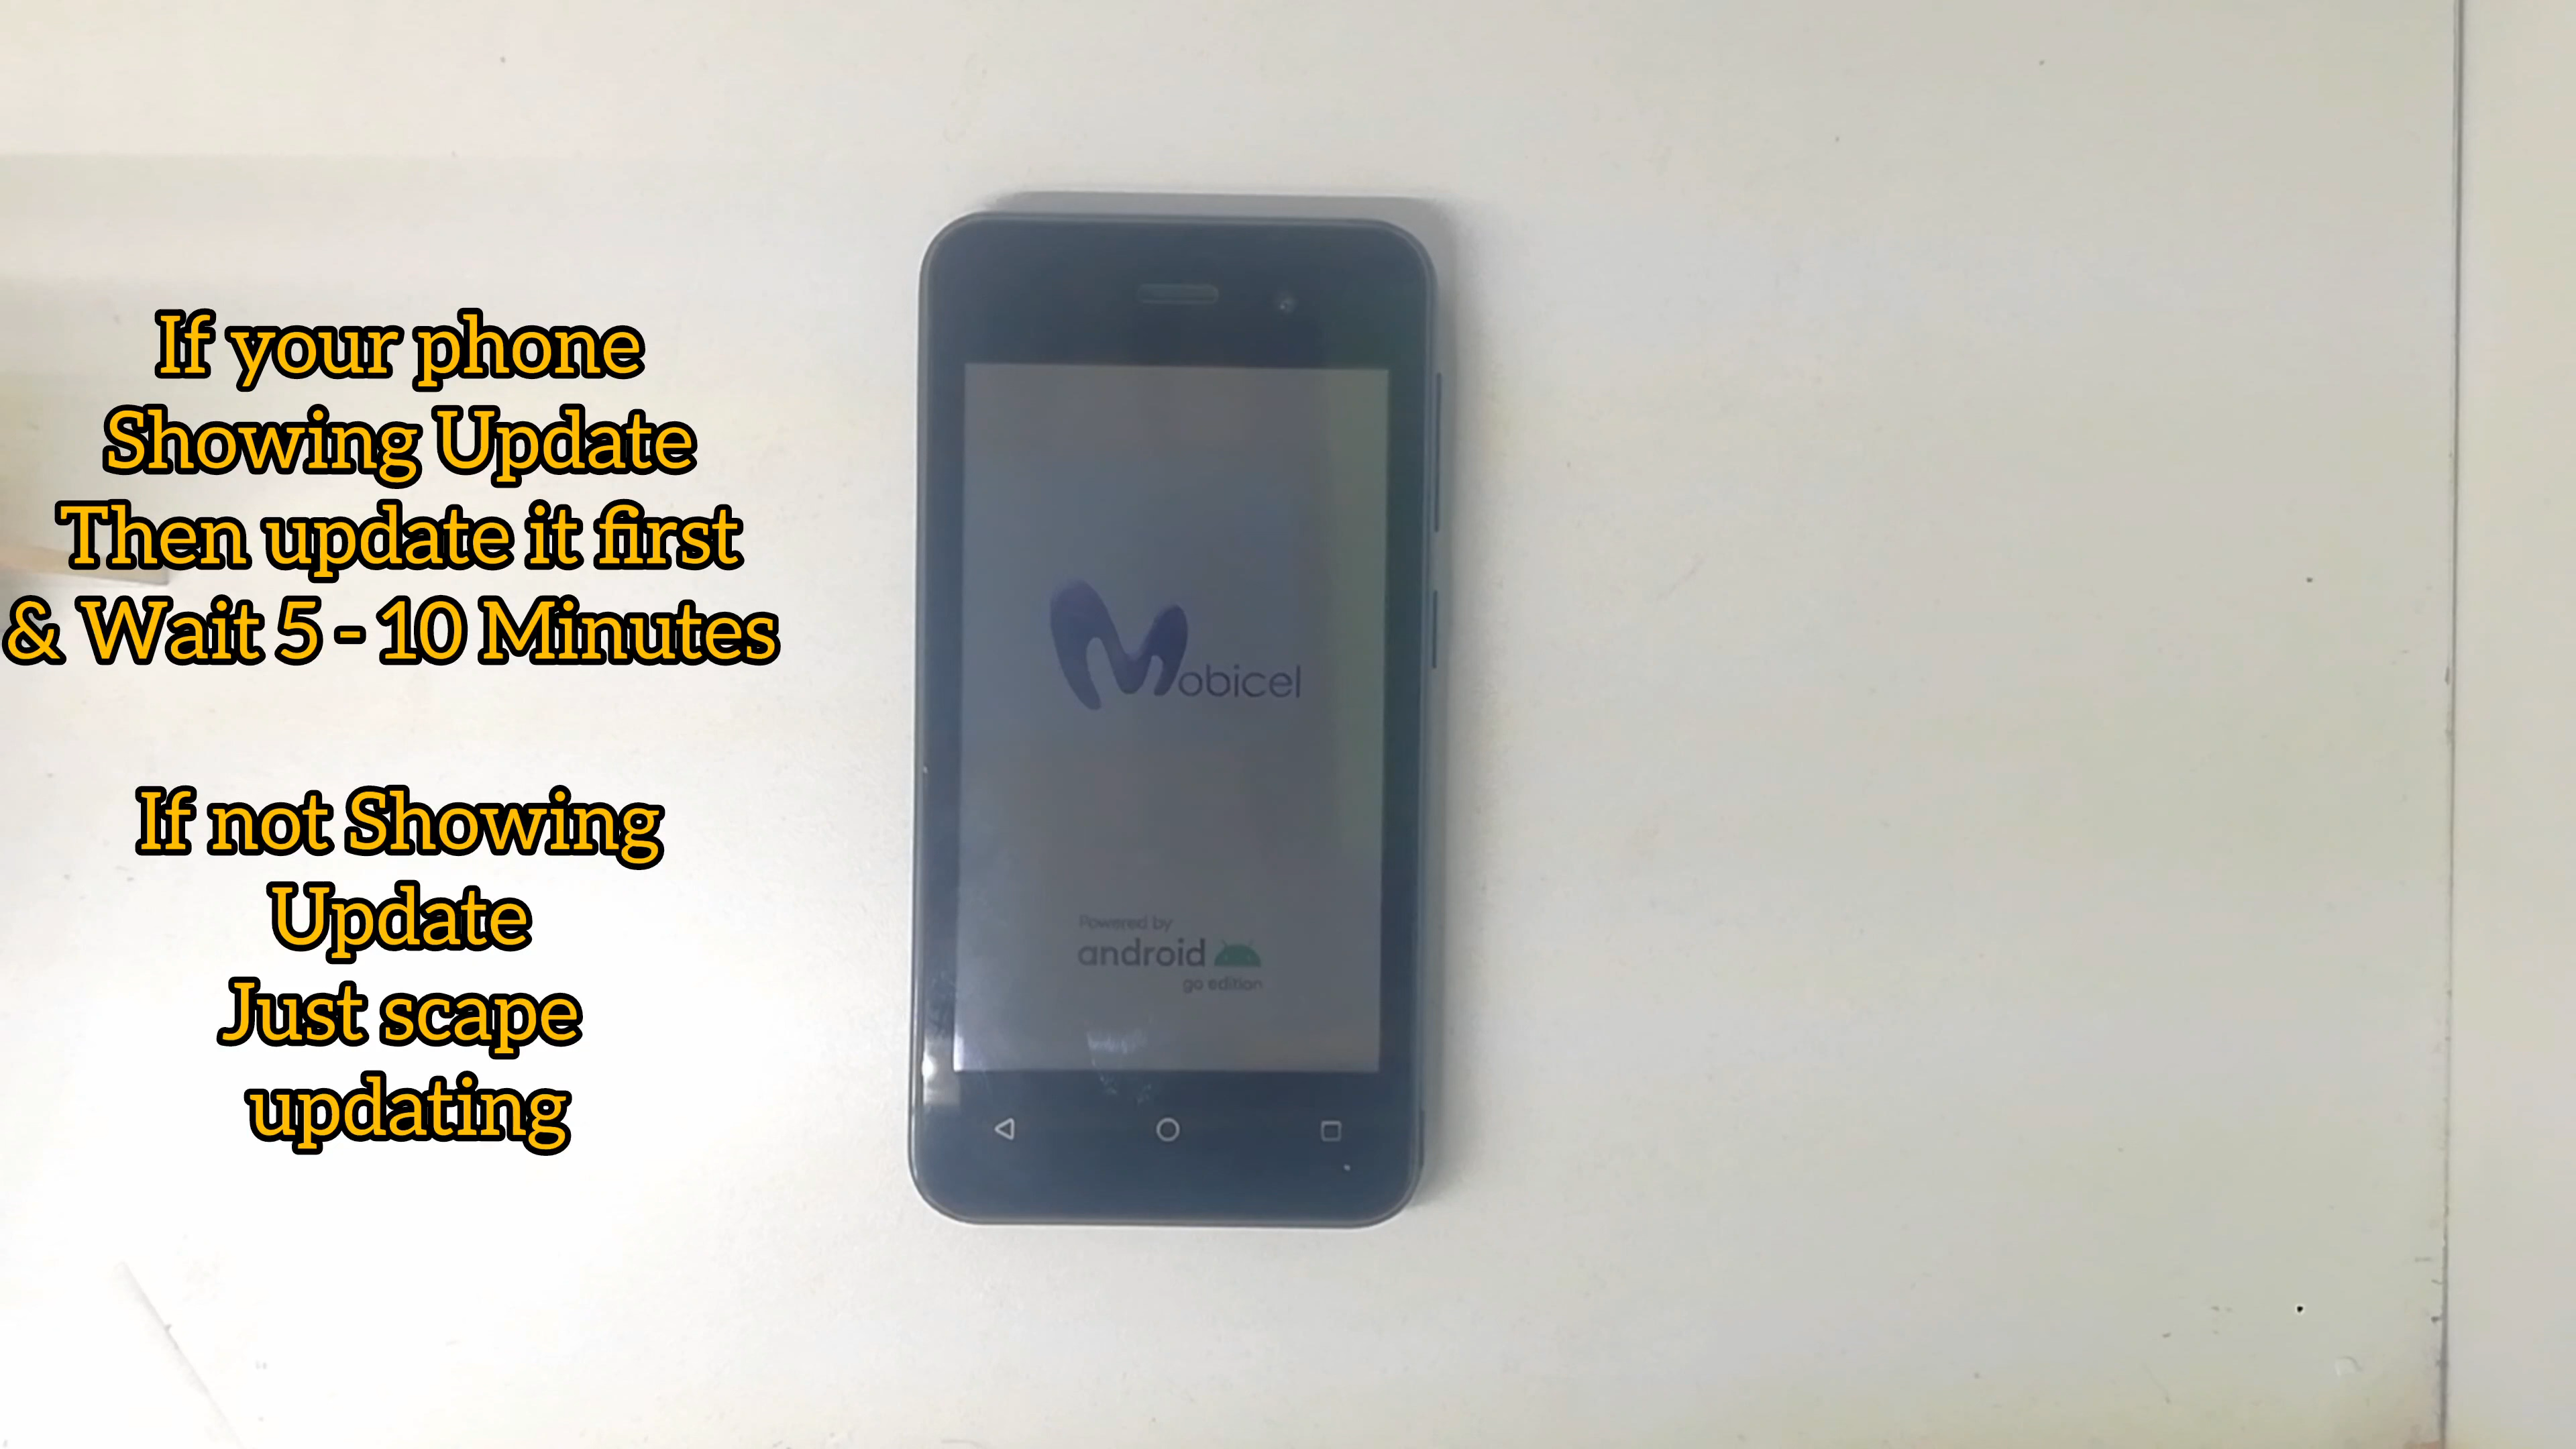 If your phone
Showing Update
Then update it first
& Wait 5 - 10 Minutes
If not Showing
Update
Just scape
updating
Mobicel
Powered by
android
go edition